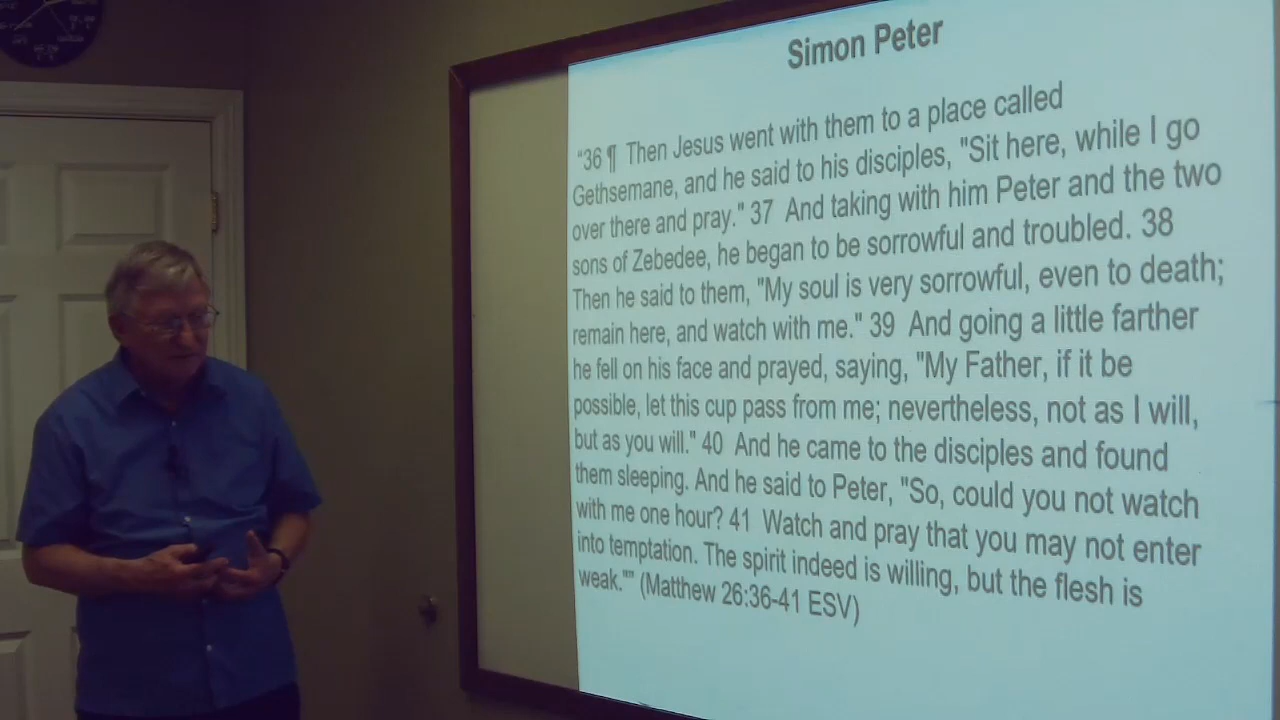 Simon Peter
“36 ¶ Then Jesus went with them to a place called
Gethsemane, and he said to his disciples, "Sit here, while I go
over there and pray." 37 And taking with him Peter and the two
sons of Zebedee, he began to be sorrowful and troubled. 38
Then he said to them, "My soul is very sorrowful, even to death;
remain here, and watch with me." 39 And going a little farther
he fell on his face and prayed, saying, "My Father, if it be
possible, let this cup pass from me; nevertheless, not as I will,
but as you will." 40 And he came to the disciples and found
them sleeping. And he said to Peter, "So, could you not watch
with me one hour? 41 Watch and pray that you may not enter
into temptation. The spirit indeed is willing, but the flesh is
weak."” (Matthew 26:36-41 ESV)